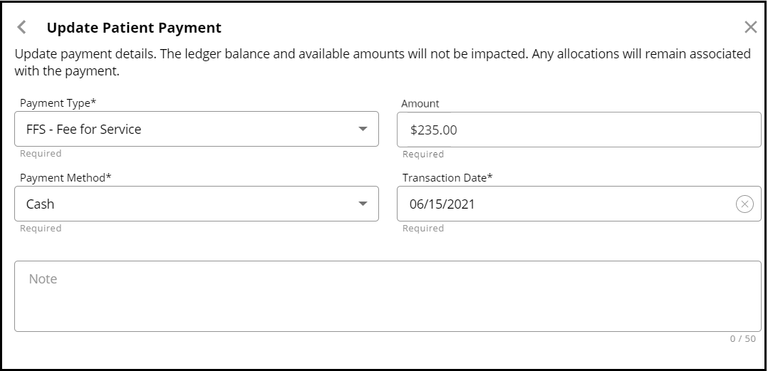 Update Patient Payment
Update payment details. The ledger balance and available amounts will not be impacted. Any allocations will remain associated
with the payment.
Payment Type*
FFS - Fee for Service
Required
Amount
$235.00
Required
Payment Method*
Cash
Required
Transaction Date*
06/15/2021
Required
Note
0 / 50